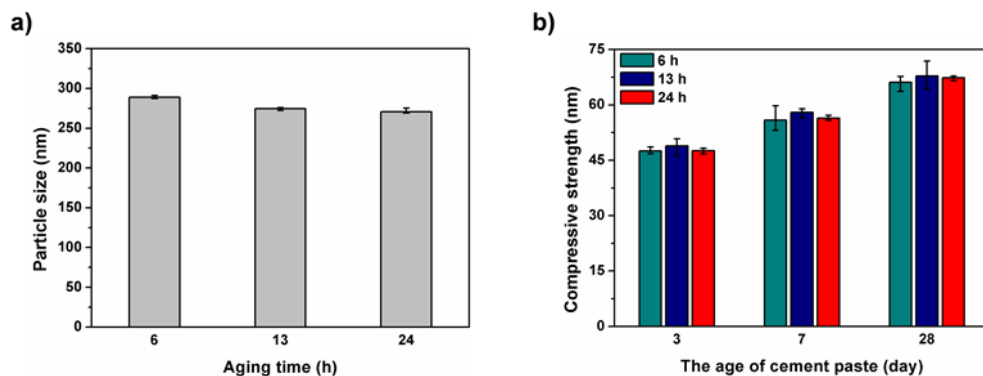 a)
350
300
250
200
150
100
50
0
Particle size (nm)
6 13 24
Aging time (h)
b)
75
60
45
30
15
0
Compressive strength (nm)
6 h
13 h
24 h
3 7 28
The age of cement paste (day)